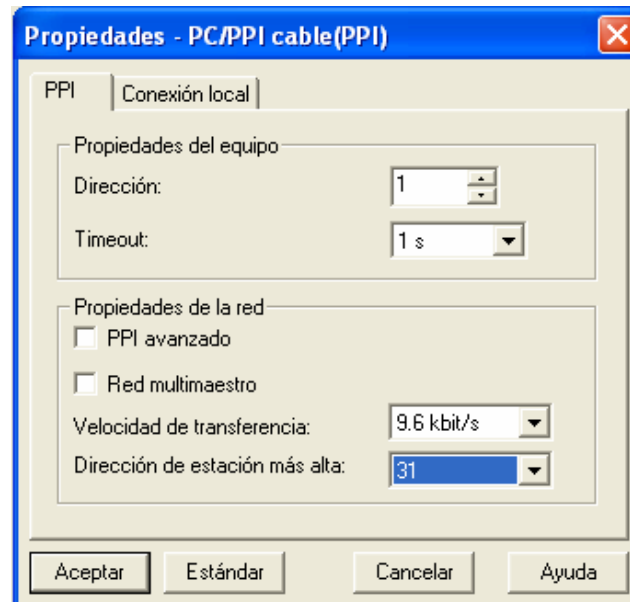 Propiedades - PC/PPI cable(PPI)
PPI Conexión local
Propiedades del equipo
Dirección: 1
Timeout: 1 s
Propiedades de la red
PPI avanzado
Red multimaestro
Velocidad de transferencia: 9.6 kbit/s
Dirección de estación más alta: 31
Aceptar Estándar Cancelar Ayuda